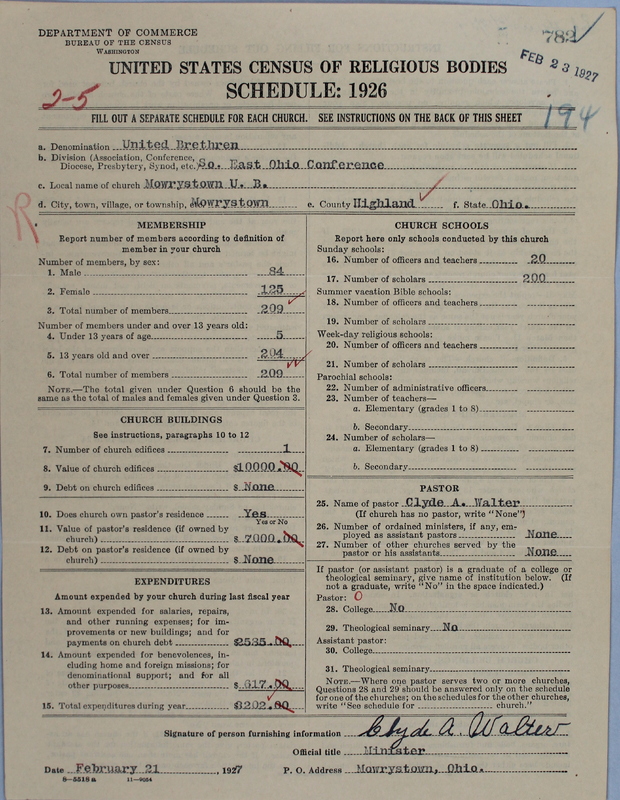 DEPARTMENT OF COMMERCE
BUREAU OF THE CENSUS
WASHINGTON
782
FEB 23 1927
UNITED STATES CENSUS OF RELIGIOUS BODIES
SCHEDULE: 1926
2-5
194
FILL OUT A SEPARATE SCHEDULE FOR EACH CHURCH. SEE INSTRUCTIONS ON THE BACK OF THIS SHEET
a. Denomination United Brethren
b. Division (Association, Conference, Diocese, Presbytery, Synod, etc.) So. East Ohio Conference
c. Local name of church Mowrystown U. B.
d. City, town, village, or township, etc. Mowrystown e. County Highland f. State Ohio.
R
MEMBERSHIP
Report number of members according to definition of
member in your church
Number of members, by sex:
1. Male 84
2. Female 125
3. Total number of members 209
Number of members under and over 13 years old:
4. Under 13 years of age 5
5. 13 years old and over 204
6. Total number of members 209
NOTE.—The total given under Question 6 should be
same as the total of males and females given under Question 3.
CHURCH BUILDINGS
See instructions, paragraphs 10 to 12
7. Number of church edifices 1
8. Value of church edifices $10000.00
9. Debt on church edifices $ None
10. Does church own pastor's residence Yes
Yes or No
11. Value of pastor's residence (if owned by
church) $ 7000.00
12. Debt on pastor's residence (if owned by
church) $ None
EXPENDITURES
Amount expended by your church during last fiscal year
13. Amount expended for salaries, repairs,
and other running expenses; for im-
provements or new buildings; and for
payments on church debt $2585.00
14. Amount expended for benevolences, in-
cluding home and foreign missions; for
denominational support; and for all
other purposes $ 617.00
15. Total expenditures during year $3202.00
CHURCH SCHOOLS
Report here only schools conducted by this church
Sunday schools:
16. Number of officers and teachers 20
17. Number of scholars 200
Summer vacation Bible schools:
18. Number of officers and teachers
19. Number of scholars
Week-day religious schools:
20. Number of officers and teachers
21. Number of scholars
Parochial schools:
22. Number of administrative officers
23. Number of teachers—
a. Elementary (grades 1 to 8)
b. Secondary
24. Number of scholars—
a. Elementary (grades 1 to 8)
b. Secondary
PASTOR
25. Name of pastor Clyde A. Walter
(If church has no pastor, write "None")
26. Number of ordained ministers, if any, em-
ployed as assistant pastors None
27. Number of other churches served by the
pastor or his assistants None
If pastor (or assistant pastor) is a graduate of a college or
theological seminary, give name of institution below. (If
not a graduate, write "No" in the space indicated.)
Pastor: 0
28. College No
29. Theological seminary No
Assistant pastor:
30. College
31. Theological seminary
NOTE.—Where one pastor serves two or more churches,
Questions 28 and 29 should be answered only on the schedule
for one of the churches; on the schedules for the other churches,
write "See schedule for church."
Signature of person furnishing information Clyde A. Walter
Official title Minister
Date February 21 1927 P. O. Address Mowrystown, Ohio.
8-5518a 11-9054